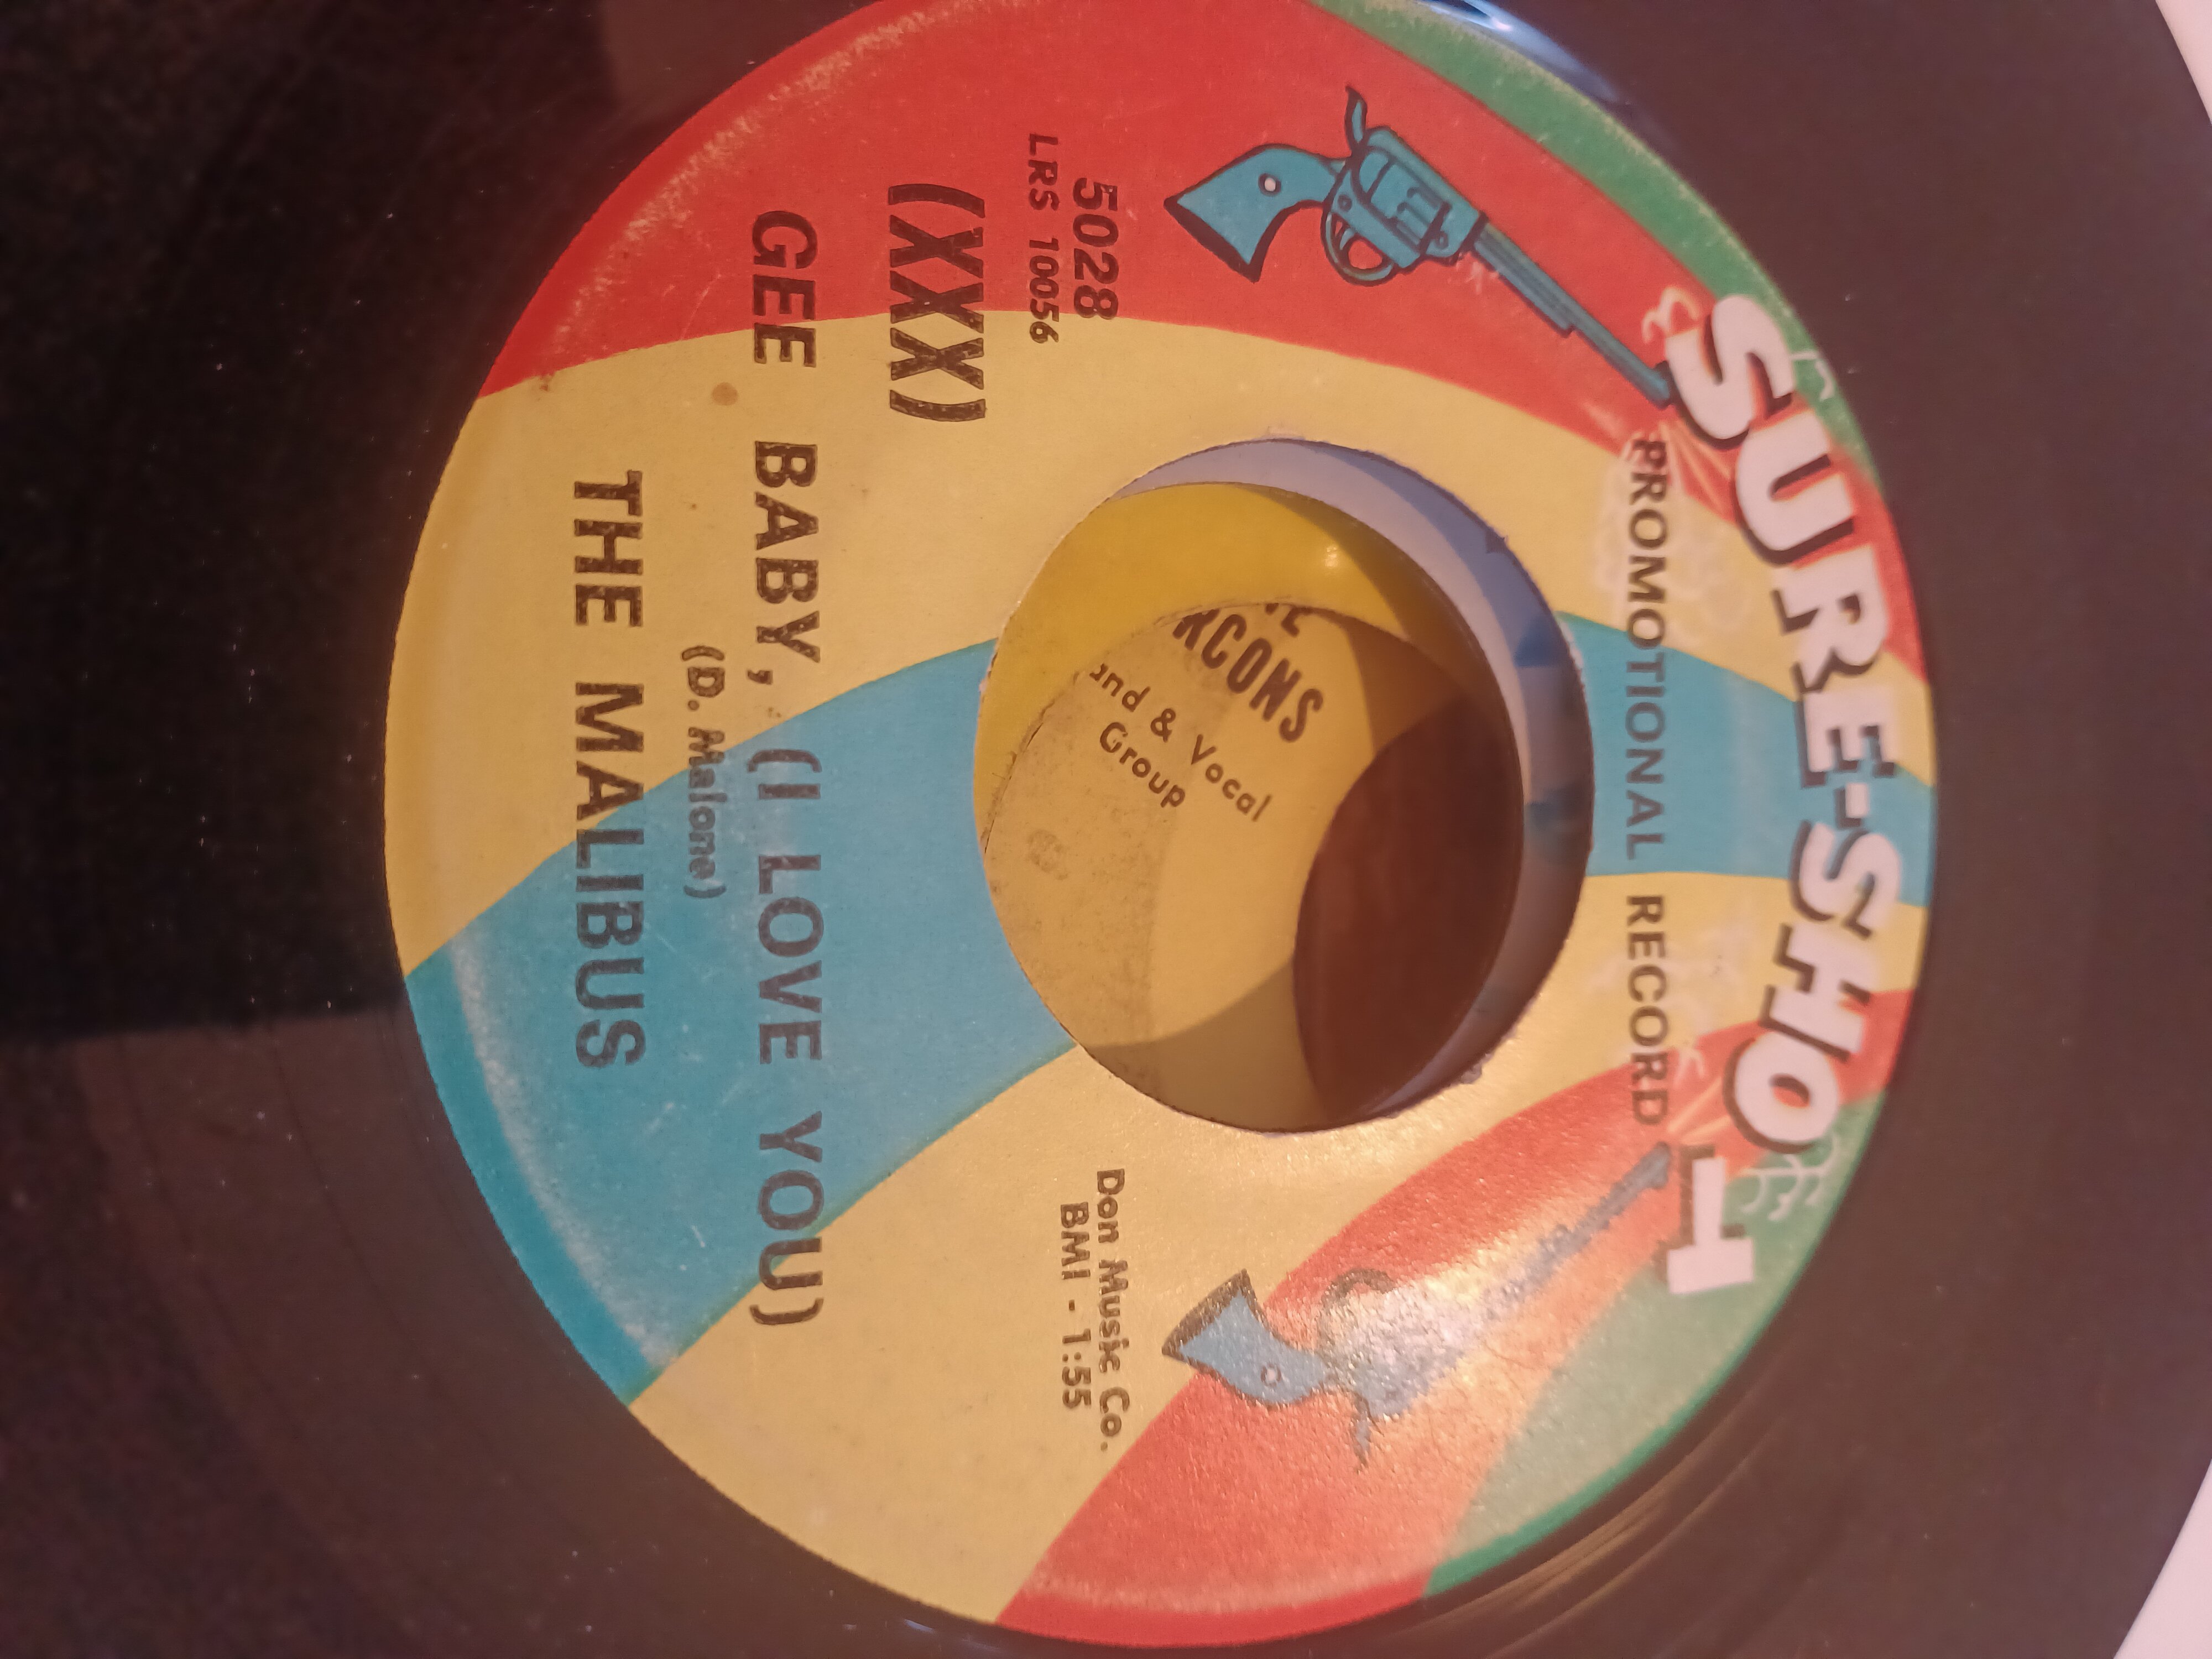 SURE-SHOT
PROMOTIONAL RECORD
5028
LRS 10056
Don Music Co.
BMI - 1:55
RCONS
& Vocal
Group
(XXX)
GEE BABY, (I LOVE YOU)
(D. Malone)
THE MALIBUS